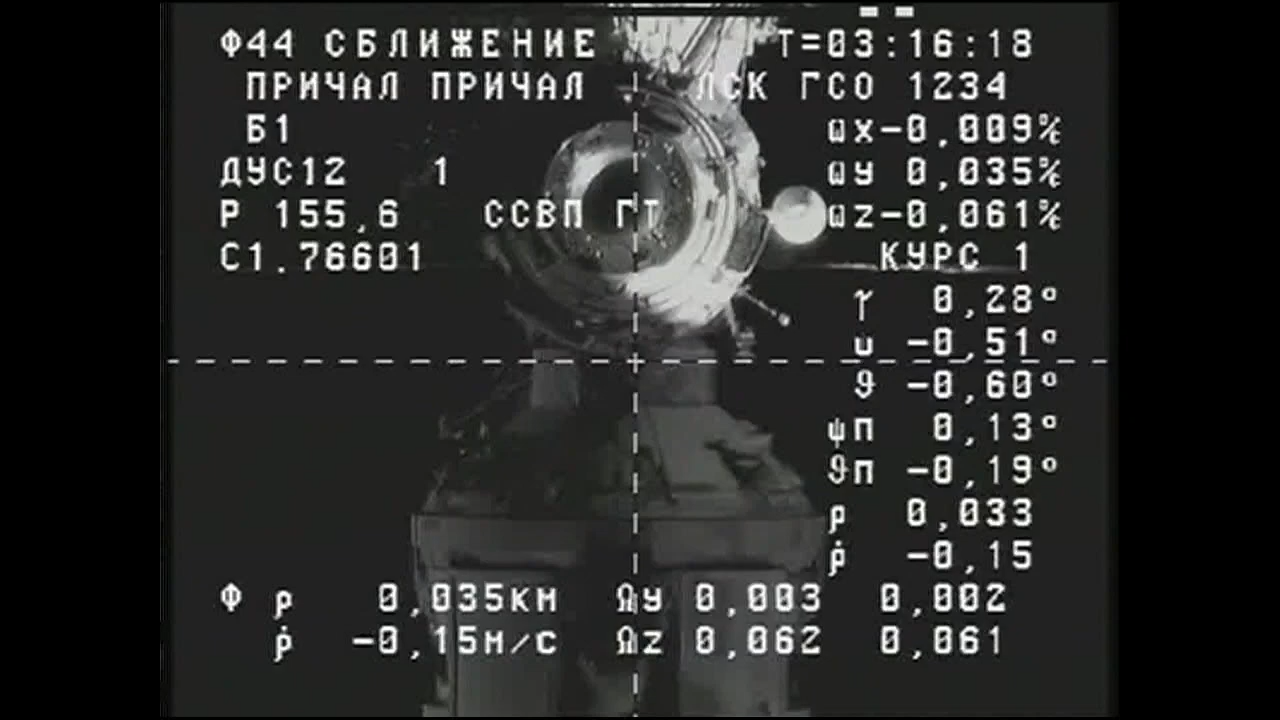 Ф44 СБЛИЖЕНИЕ Т=03:16:18
ПРИЧАЛ ПРИЧАЛ ЛСК ГСО 1234
Б1 ωx-0,009%
ДУС12 1 ωy 0,035%
Р 155,6 ССВП ГТ ωz-0,061%
С1.76601 КУРС 1
γ 0,28°
υ -0,51°
ϑ -0,60°
ψп 0,13°
ϑп -0,19°
ρ 0,033
ρ̇ -0,15
Ф ρ 0,035км Ωy 0,003 0,002
ρ̇ -0,15м/с Ωz 0,062 0,061